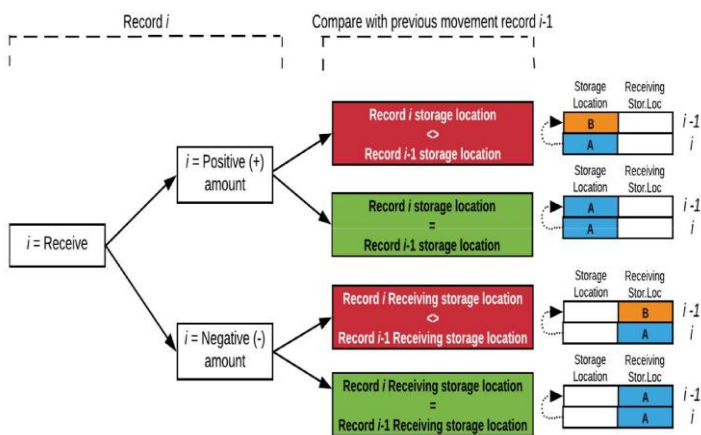 Record i
Compare with previous movement record i-1
i = Receive
i = Positive (+)
amount
i = Negative (-)
amount
Record i storage location
<>
Record i-1 storage location
Record i storage location
=
Record i-1 storage location
Record i Receiving storage location
<>
Record i-1 Receiving storage location
Record i Receiving storage location
=
Record i-1 Receiving storage location
Storage Receiving
Location Stor.Loc
B i -1
A i
Storage Receiving
Location Stor.Loc
A i -1
A i
Storage Receiving
Location Stor.Loc
B i -1
A i
Storage Receiving
Location Stor.Loc
A i -1
A i